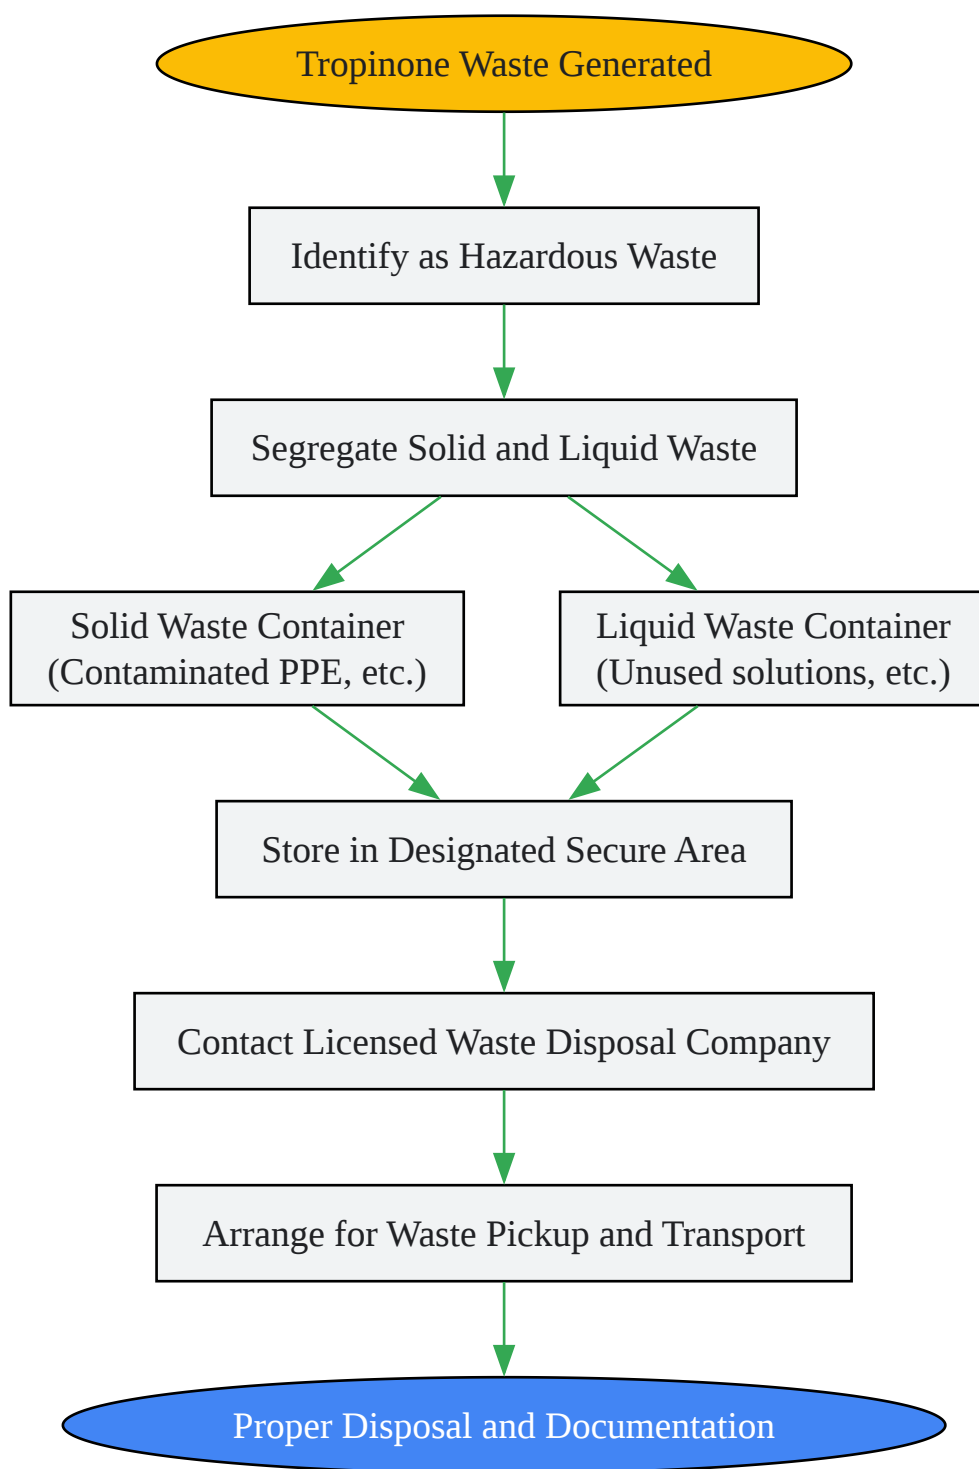 Tropinone Waste Generated
Identify as Hazardous Waste
Segregate Solid and Liquid Waste
Solid Waste Container
(Contaminated PPE, etc.)
Liquid Waste Container
(Unused solutions, etc.)
Store in Designated Secure Area
Contact Licensed Waste Disposal Company
Arrange for Waste Pickup and Transport
Proper Disposal and Documentation